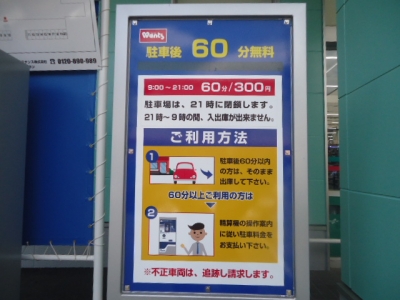 Wants
駐車後 60 分無料
9:00～21:00 60分/300円
駐車場は、21時に閉鎖します。
21時～9時の間、入出庫が出来ません。
ご利用方法
1
駐車後60分以内
の方は、そのまま
出庫して下さい。
60分以上ご利用の方は
2
精算機の操作案内
に従い駐車料金を
お支払い下さい。
※不正車両は、追跡し請求します。